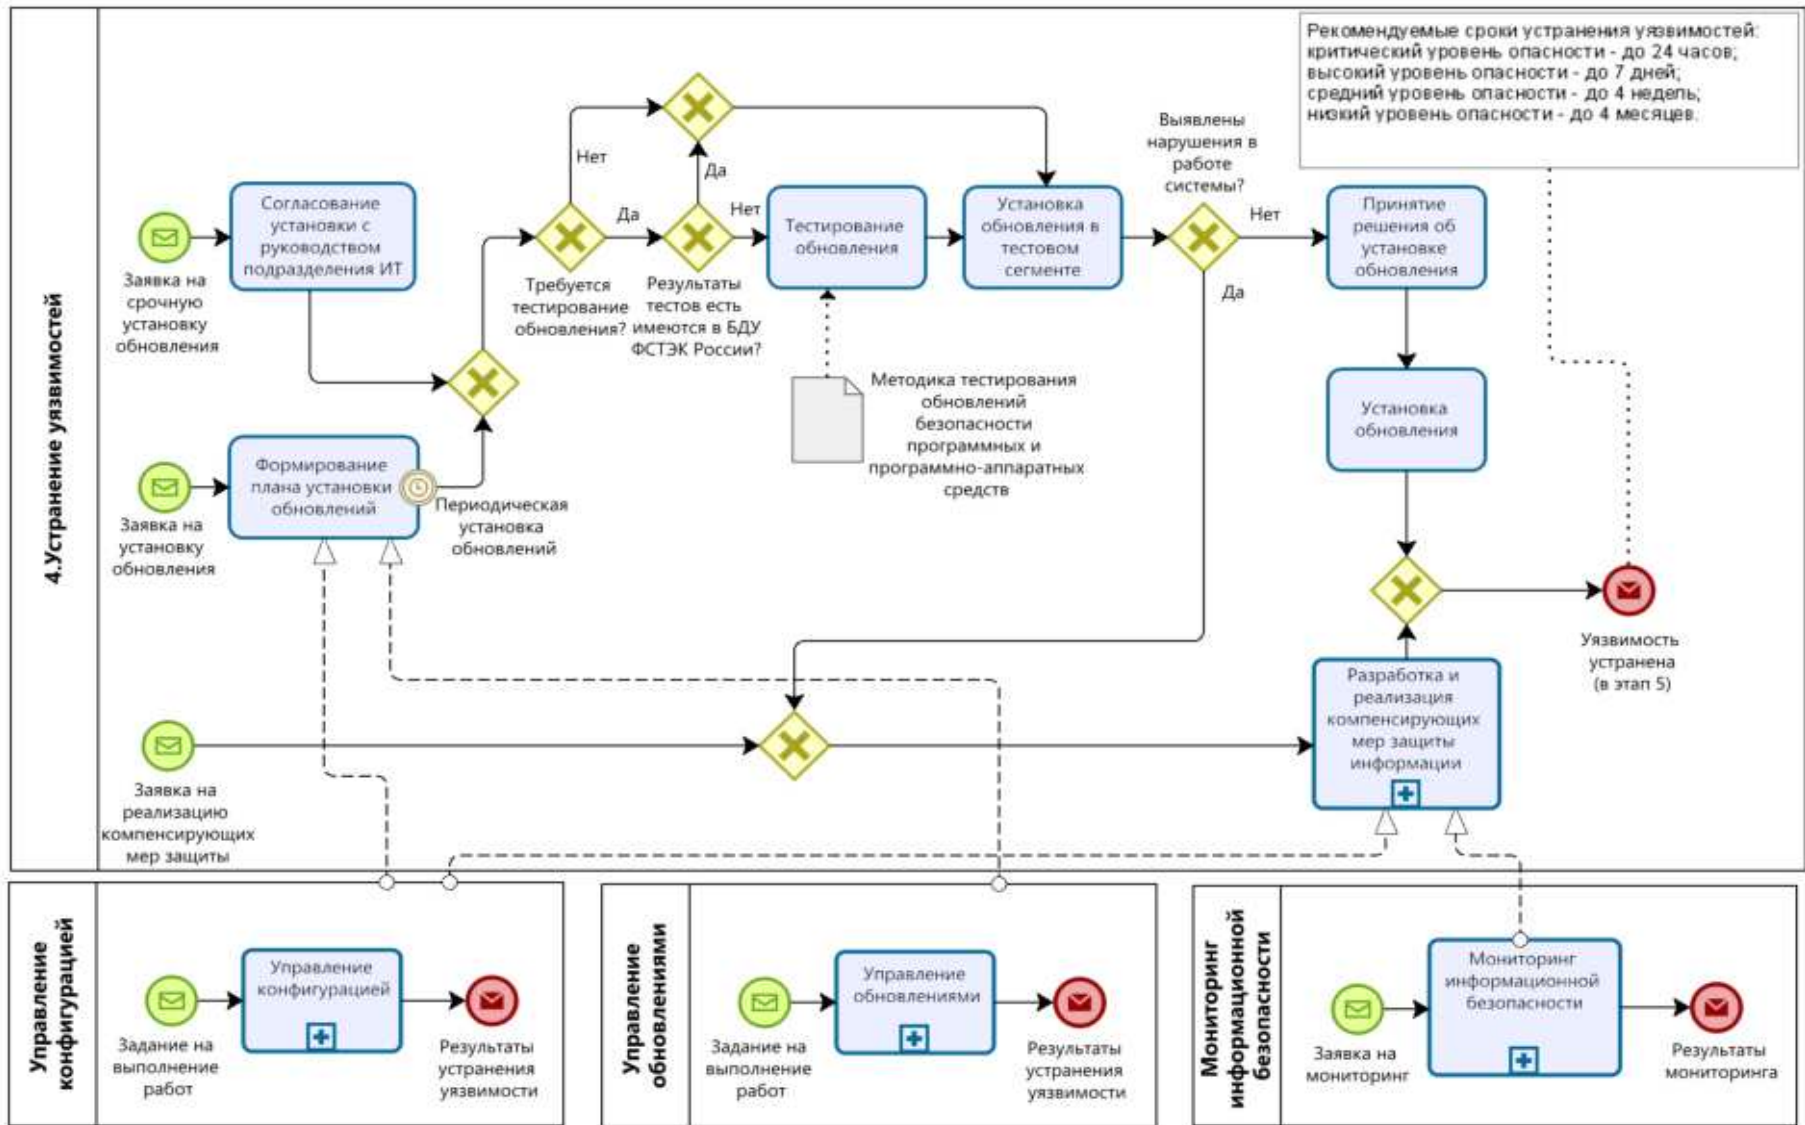 4.Устранение уязвимостей
Рекомендуемые сроки устранения уязвимостей:
критический уровень опасности - до 24 часов;
высокий уровень опасности - до 7 дней;
средний уровень опасности - до 4 недель;
низкий уровень опасности - до 4 месяцев.
Заявка на
срочную
установку
обновления
Согласование
установки с
руководством
подразделения ИТ
Нет
Да
Требуется
тестирование
обновления?
Да
Нет
Результаты
тестов есть
имеются в БДУ
ФСТЭК России?
Тестирование
обновления
Установка
обновления в
тестовом
сегменте
Выявлены
нарушения в
работе
системы?
Нет
Да
Принятие
решения об
установке
обновления
Методика тестирования
обновлений
безопасности
программных и
программно-аппаратных
средств
Установка
обновления
Заявка на
установку
обновления
Формирование
плана установки
обновлений
Периодическая
установка
обновлений
Уязвимость
устранена
(в этап 5)
Заявка на
реализацию
компенсирующих
мер защиты
Разработка и
реализация
компенсирующих
мер защиты
информации
Управление
конфигурацией
Задание на
выполнение
работ
Управление
конфигурацией
Результаты
устранения
уязвимости
Управление
обновлениями
Задание на
выполнение
работ
Управление
обновлениями
Результаты
устранения
уязвимости
Мониторинг
информационной
безопасности
Заявка на
мониторинг
Мониторинг
информационной
безопасности
Результаты
мониторинга